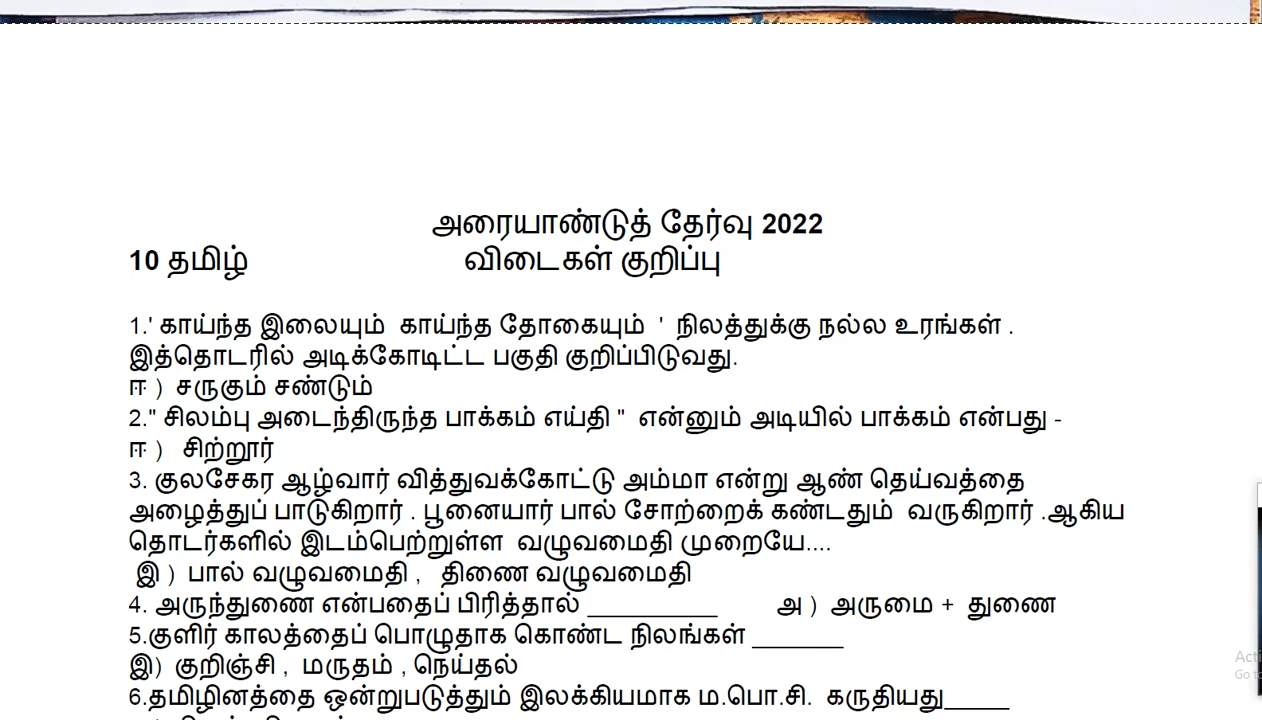 அரையாண்டுத் தேர்வு 2022
10 தமிழ் விடைகள் குறிப்பு
1.' காய்ந்த இலையும் காய்ந்த தோகையும் ' நிலத்துக்கு நல்ல உரங்கள் .
இத்தொடரில் அடிக்கோடிட்ட பகுதி குறிப்பிடுவது.
ஈ ) சருகும் சண்டும்
2." சிலம்பு அடைந்திருந்த பாக்கம் எய்தி " என்னும் அடியில் பாக்கம் என்பது -
ஈ ) சிற்றூர்
3. குலசேகர ஆழ்வார் வித்துவக்கோட்டு அம்மா என்று ஆண் தெய்வத்தை
அழைத்துப் பாடுகிறார் . பூனையார் பால் சோற்றைக் கண்டதும் வருகிறார் .ஆகிய
தொடர்களில் இடம்பெற்றுள்ள வழுவமைதி முறையே....
இ ) பால் வழுவமைதி , திணை வழுவமைதி
4. அருந்துணை என்பதைப் பிரித்தால் __________ அ ) அருமை + துணை
5.குளிர் காலத்தைப் பொழுதாக கொண்ட நிலங்கள் _______
இ) குறிஞ்சி , மருதம் , நெய்தல்
6.தமிழினத்தை ஒன்றுபடுத்தும் இலக்கியமாக ம.பொ.சி. கருதியது_____